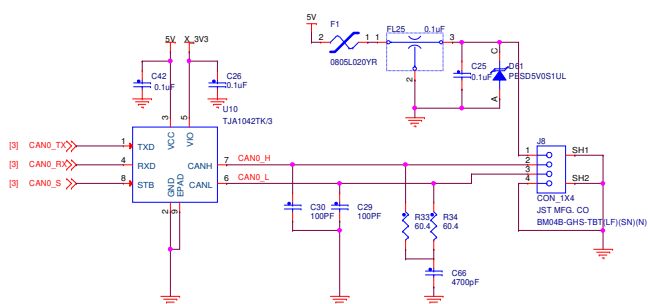 5V
F1
2
1
0805L020YR
1
FL25
0.1uF
3
2
C25
0.1uF
C
D61
PESD5V0S1UL
A
5V
X_3V3
C42
0.1uF
C26
0.1uF
U10
TJA1042TK/3
3
5
VCC
VIO
[3] CAN0_TX
1
TXD
[3] CAN0_RX
4
RXD
[3] CAN0_S
8
STB
CANH
7
CAN0_H
CANL
6
CAN0_L
GND
EPAD
2
9
C30
100PF
C29
100PF
R33
60.4
R34
60.4
C66
4700pF
J8
1
2
3
4
SH1
SH2
CON_1X4
JST MFG. CO
BM04B-GHS-TBT(LF)(SN)(N)